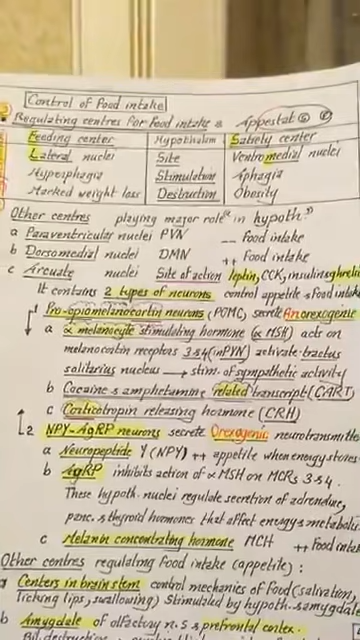 Control of Food intake
Regulating centres for food intake & Appestat
Feeding center Hypothalam Satiety center
Lateral nuclei Site Ventromedial nuclei
Hyperphagia Stimulation Aphagia
Marked weight loss Destruction Obesity
Other centres playing major role in hypoth.
a Paraventricular nuclei PVN -- food intake
b Dorsomedial nuclei DMN ++ food intake
c Arcuate nuclei Site of action leptin, CCK, insulin & ghrelin
It contains 2 types of neurons control appetite & food intake
1 Pro-opiomelanocortin neurons (POMC) secrete Anorexogenic
a α melanocyte stimulating hormone (α MSH) acts on
melanocortin receptors 3 & 4 (in PVN) activate tractus
solitarius nucleus → stim. of sympathetic activity
b Cocaine & amphetamine related transcript (CART)
c Corticotropin releasing hormone (CRH)
2 NPY-AgRP neurons secrete Orexogenic neurotransmitte
a Neuropeptide Y (NPY) ++ appetite when energy stores
b AgRP inhibits action of α MSH on MCRs 3 & 4.
These hypoth. nuclei regulate secretion of adrenaline,
panc. & thyroid hormones that affect energy & metaboli
c Melanin concentrating hormone MCH ++ food intak
Other centres regulating food intake (appetite) :
a Centers in brain stem control mechanics of food (salivation,
licking lips, swallowing) Stimulated by hypoth. & amygdala
b Amygdale of olfactory n. s & prefrontal cortex.